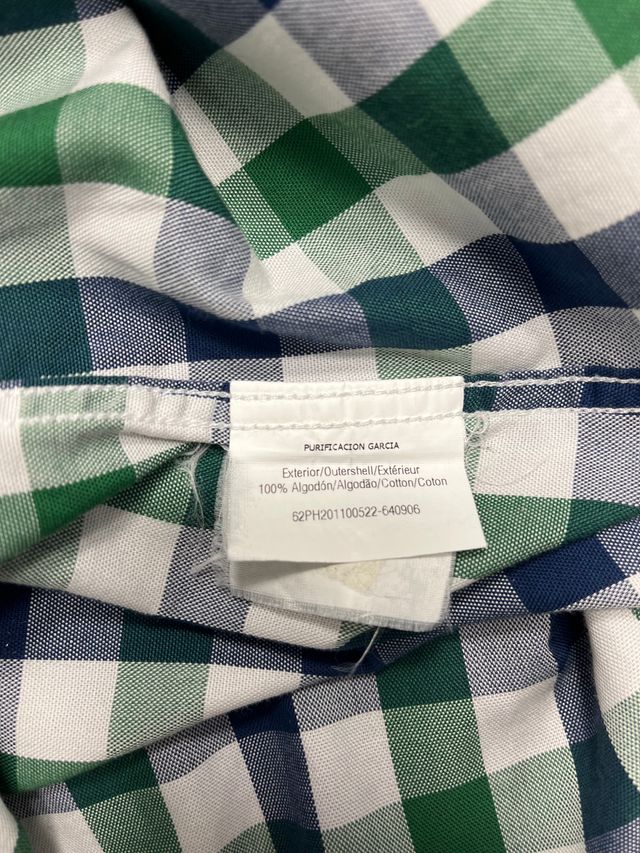 PURIFICACION GARCIA
Exterior/Outershell/Extérieur
100% Algodón/Algodão/Cotton/Coton
62PH201100522-640906